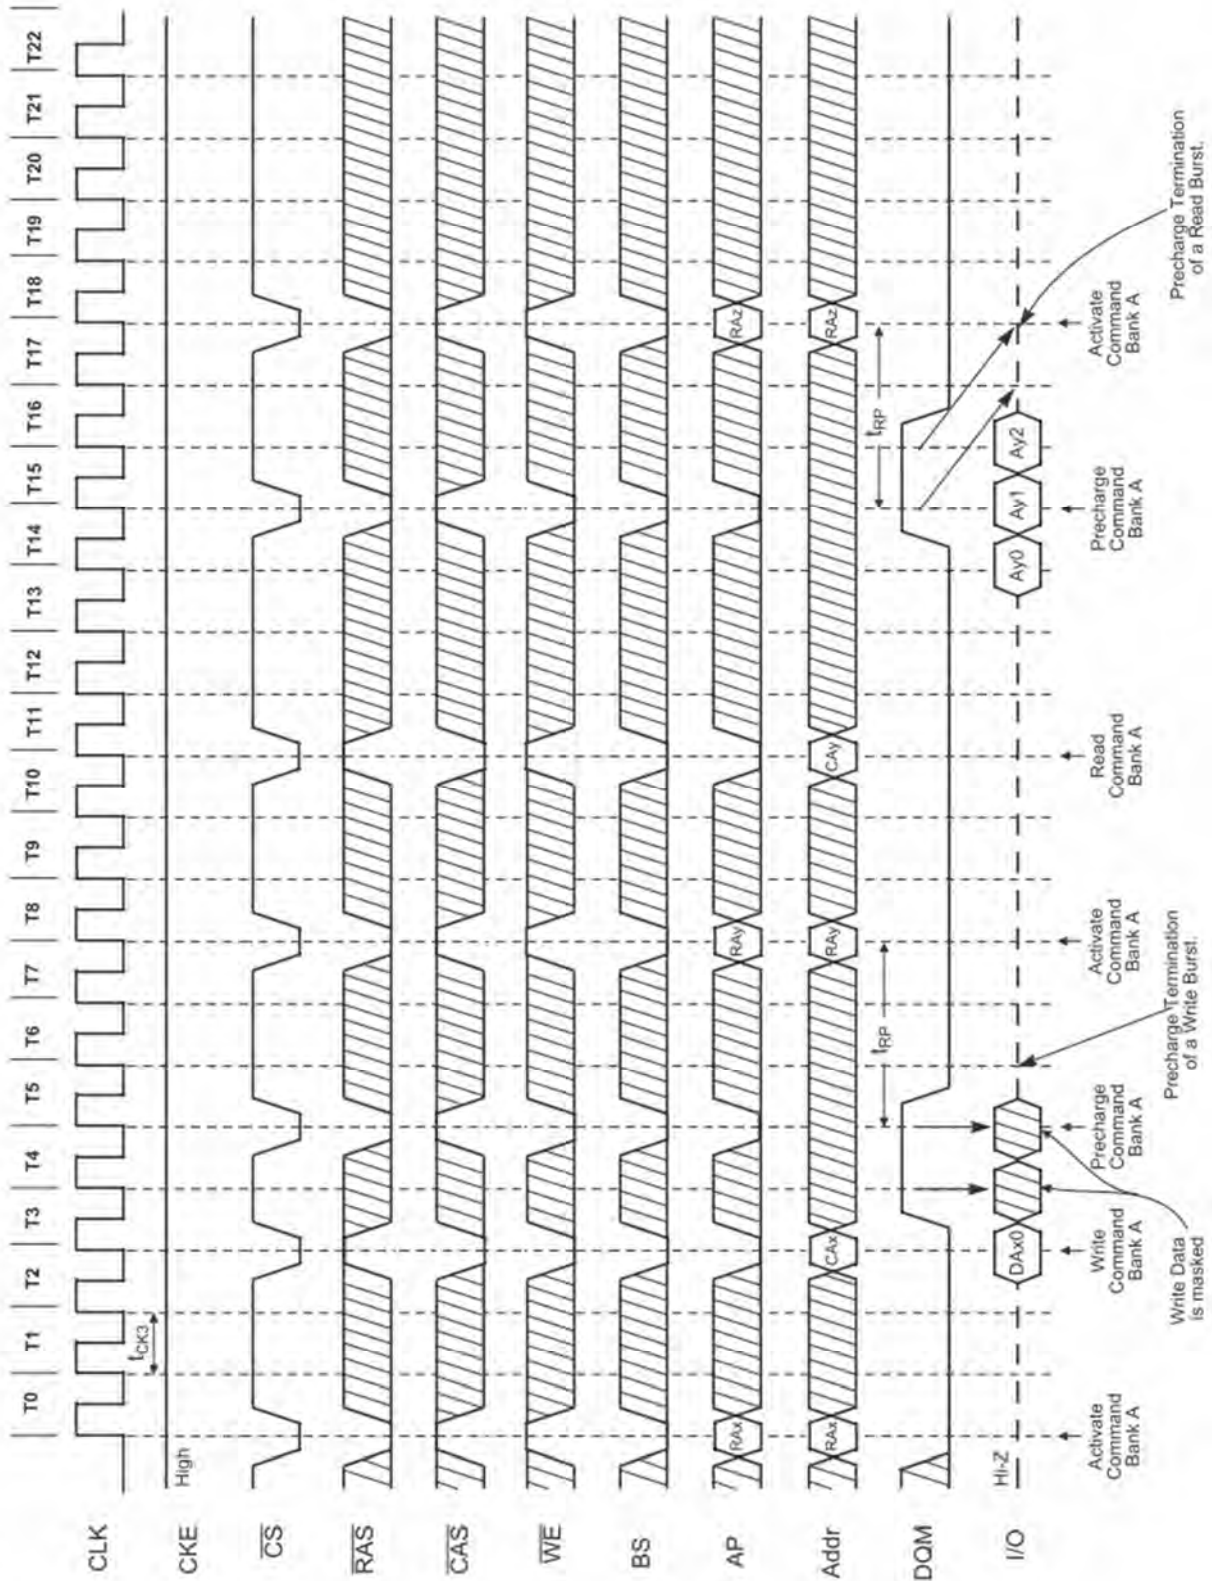 T0 T1 T2 T3 T4 T5 T6 T7 T8 T9 T10 T11 T12 T13 T14 T15 T16 T17 T18 T19 T20 T21 T22
CLK
tCK3
CKE
High
CS
RAS
CAS
WE
BS
AP
RAx RAy RAz
Addr
RAx CAx RAy CAy RAz
tRP tRP
DQM
I/O
Hi-Z
DAx0 Ay0 Ay1 Ay2
Activate
Command
Bank A
Write
Command
Bank A
Precharge
Command
Bank A
Activate
Command
Bank A
Read
Command
Bank A
Precharge
Command
Bank A
Activate
Command
Bank A
Write Data
is masked
Precharge Termination
of a Write Burst.
Precharge Termination
of a Read Burst.